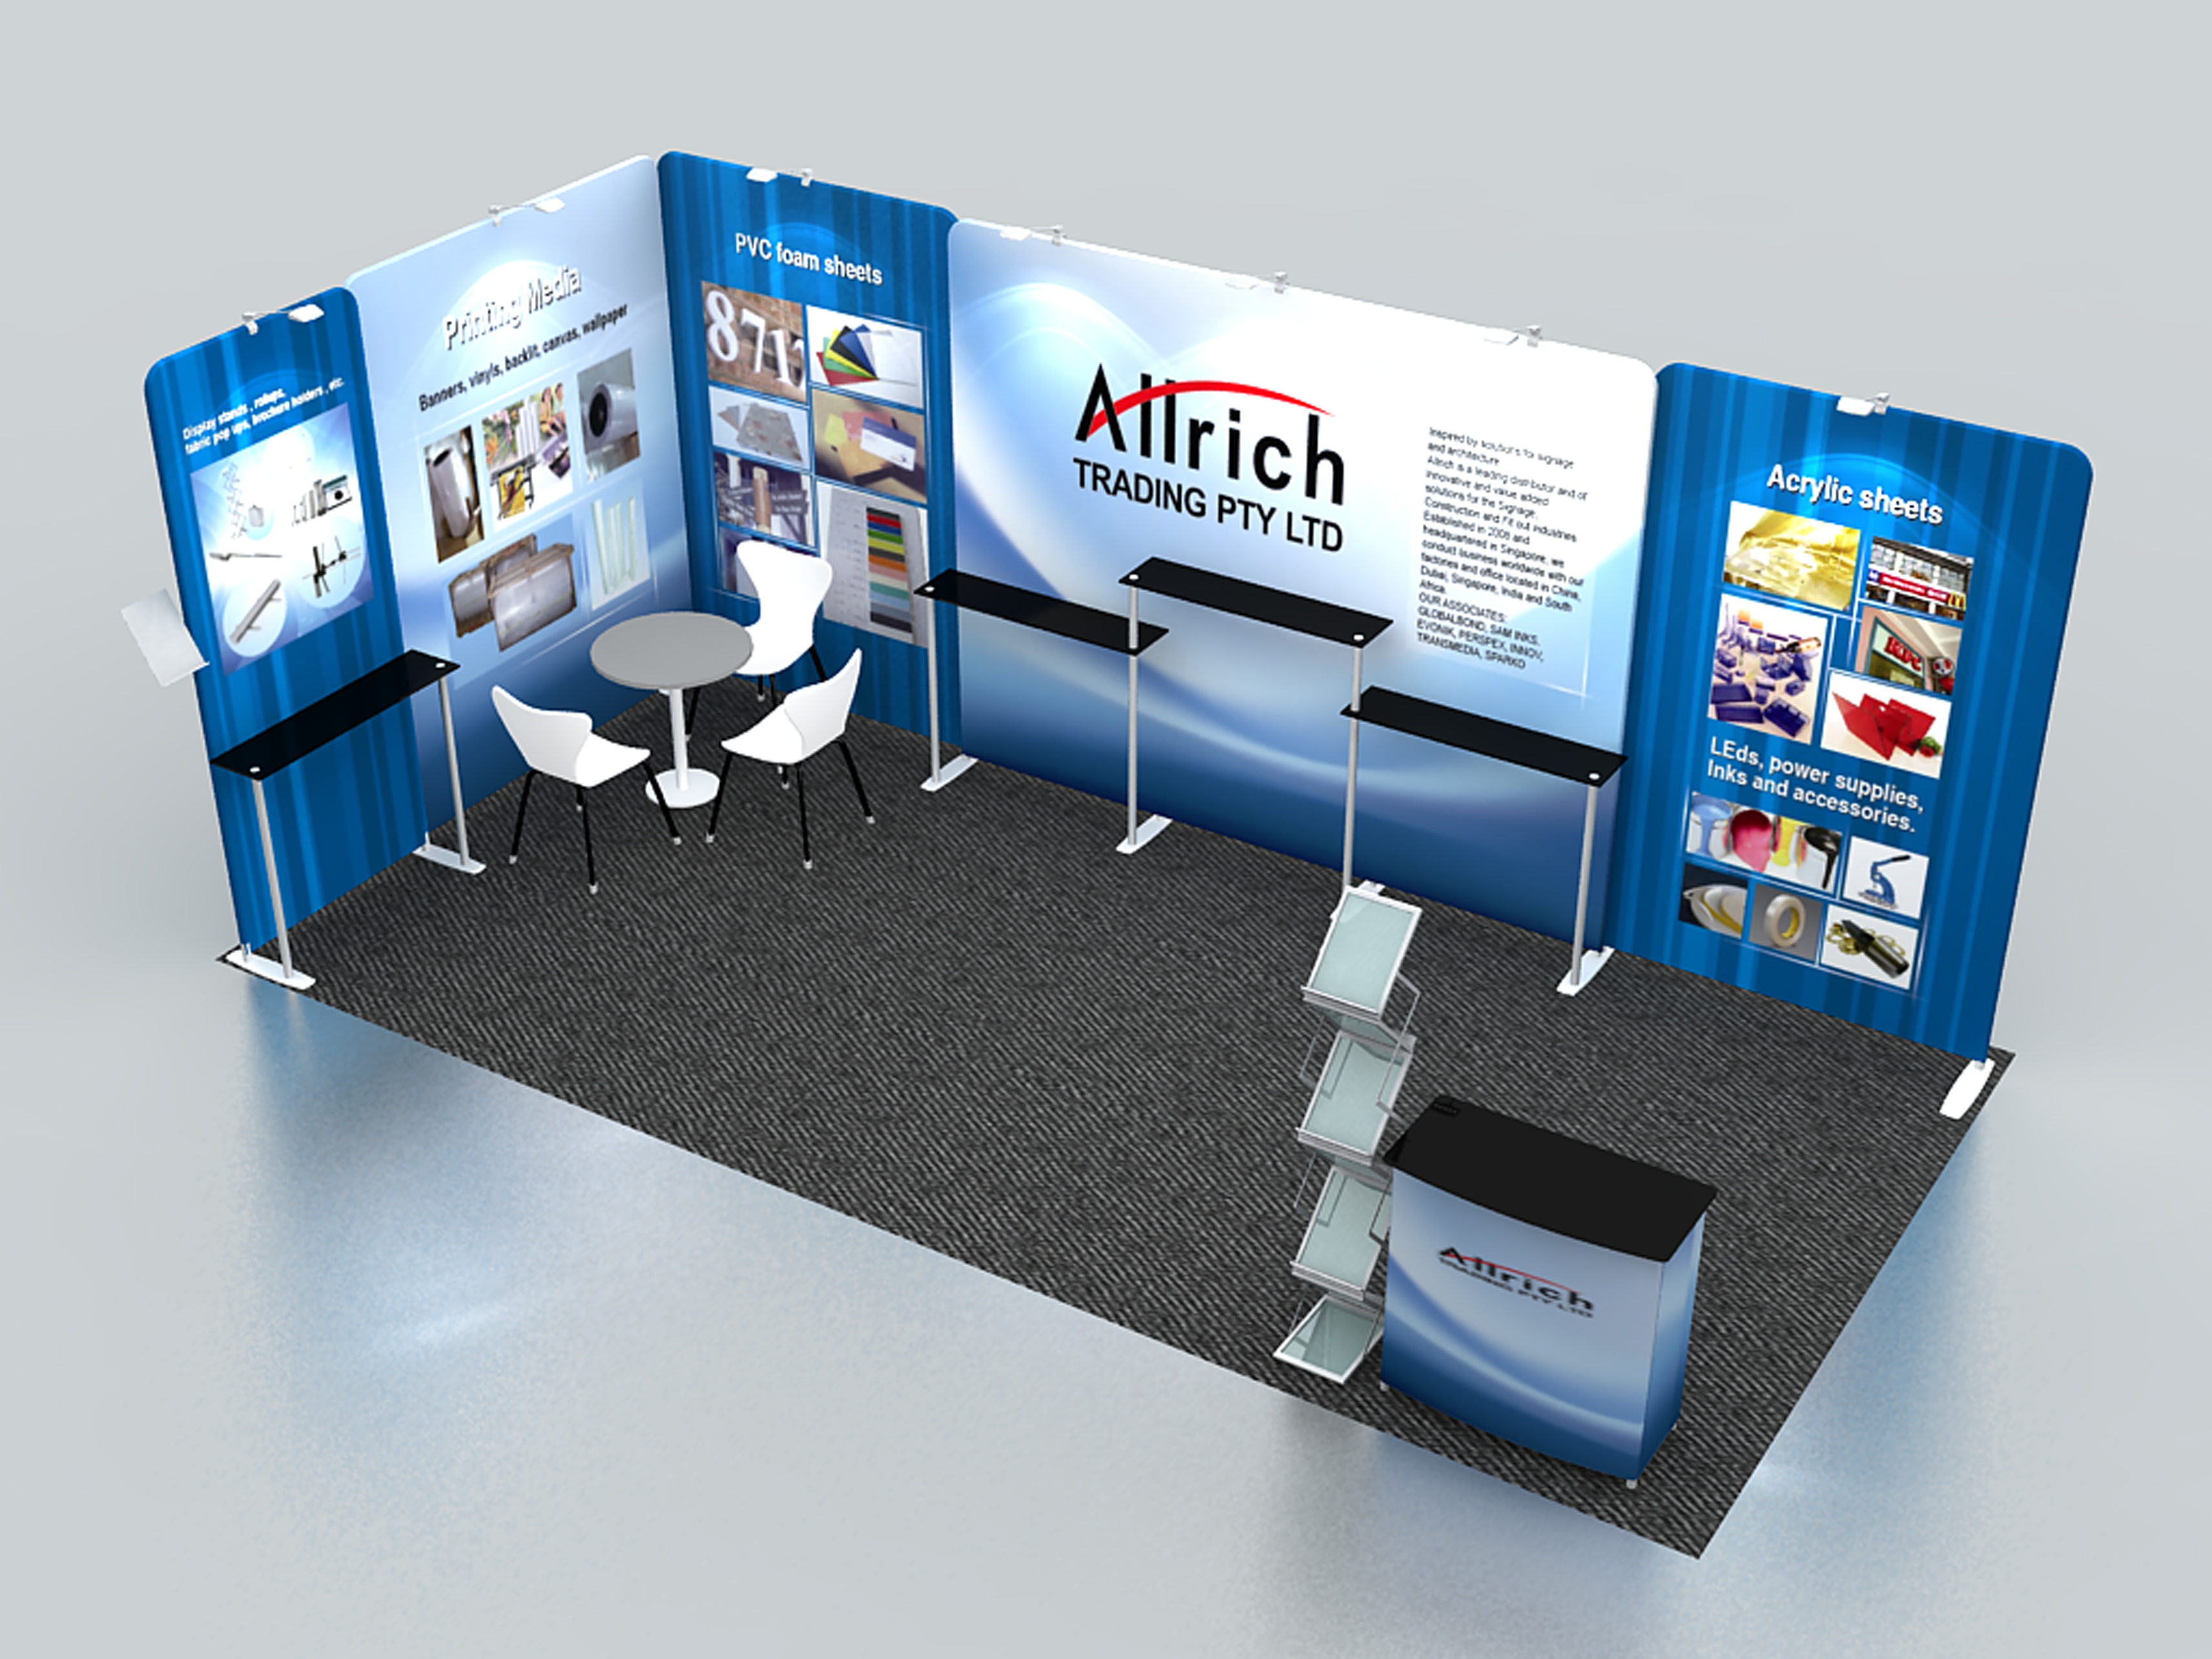 Display stands , rollups,
fabric pop ups, brochure holders , etc.
Printing Media
Banners, vinyls, backlit, canvas, wallpaper
PVC foam sheets
871
Allrich
TRADING PTY LTD
Inspired by solutions for signage
and architecture
Allrich is a leading distributor and of
innovative and value added
solutions for the Signage,
Construction and Fit out industries
Established in 2008 and
headquartered in Singapore, we
conduct business worldwide with our
factories and office located in China,
Dubai, Singapore, India and South
Africa.
OUR ASSOCIATES:
GLOBALBOND, SAM INKS,
EVONIK, PERSPEX, INNOV,
TRANSMEDIA, SPARKO
Acrylic sheets
KFC
LEds, power supplies,
Inks and accessories.
Allrich
TRADING PTY LTD